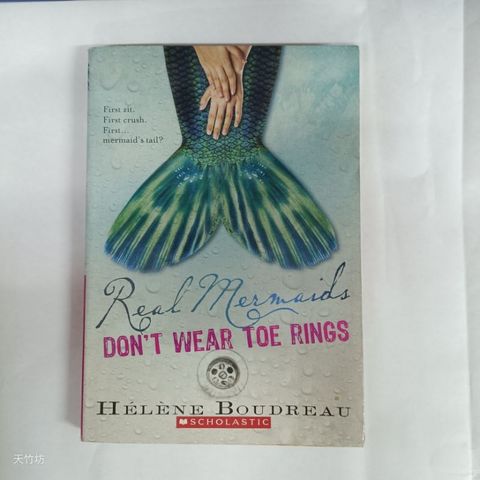 First zit.
First crush.
First...
mermaid's tail?
Real Mermaids
DON'T WEAR TOE RINGS
HÉLÈNE BOUDREAU
SCHOLASTIC
天竹坊